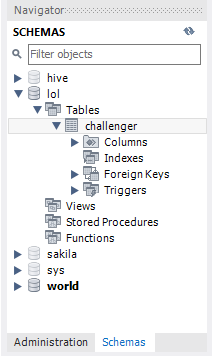 Navigator
SCHEMAS
Filter objects
hive
lol
Tables
challenger
Columns
Indexes
Foreign Keys
Triggers
Views
Stored Procedures
Functions
sakila
sys
world
Administration Schemas